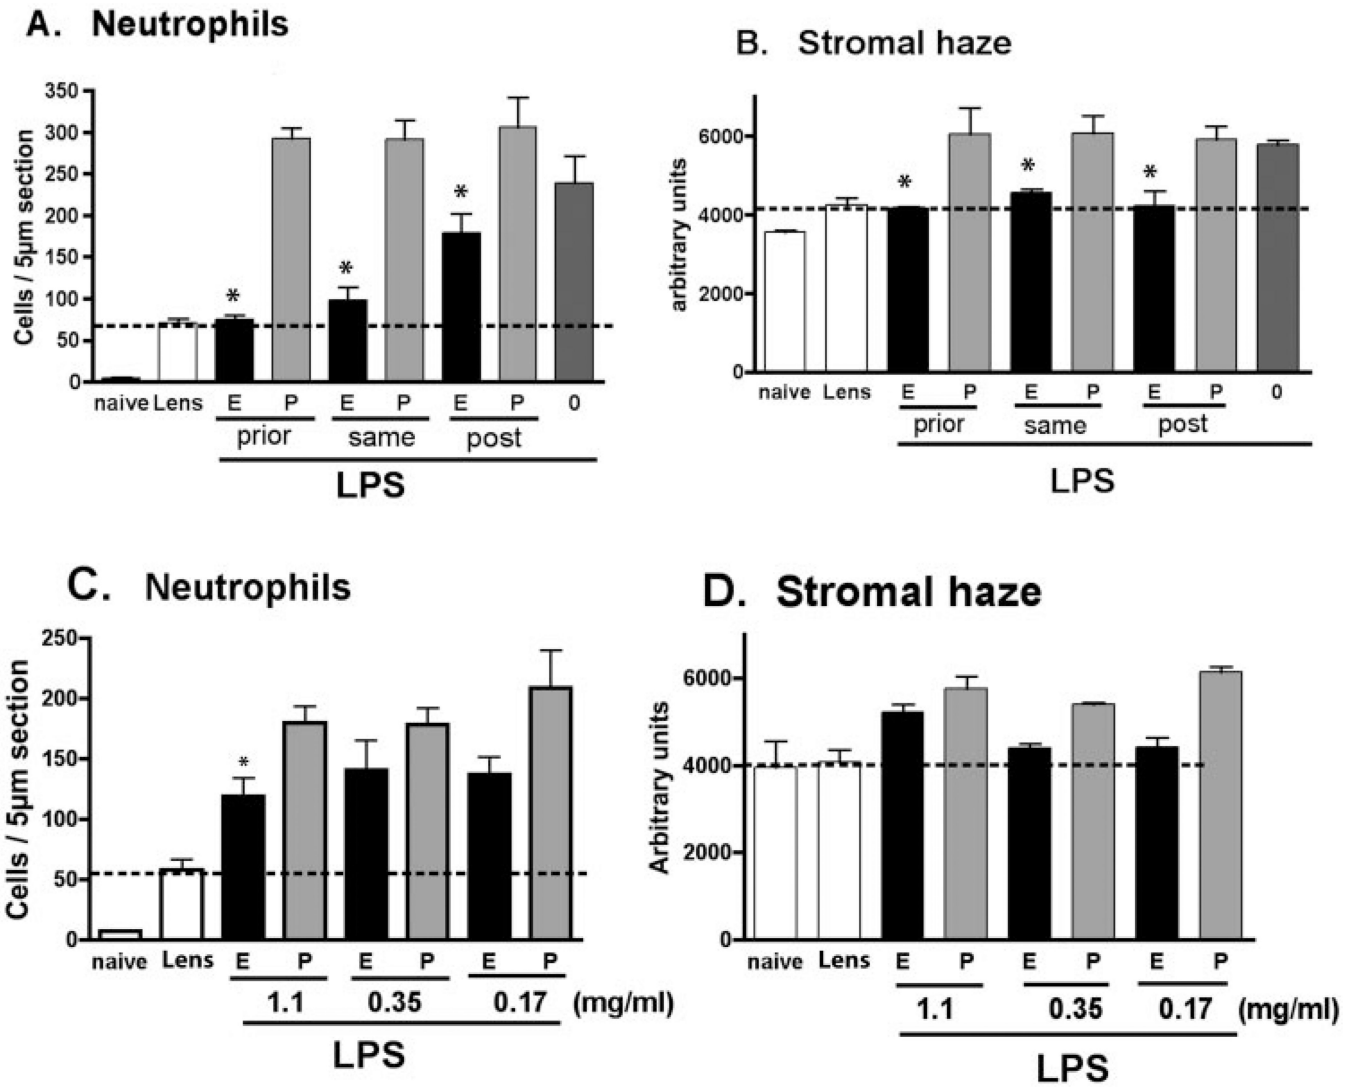 A. Neutrophils
Cells / 5µm section
350
300
250
200
150
100
50
0
* * *
naive Lens E P E P E P 0
prior same post
LPS
B. Stromal haze
arbitrary units
6000
4000
2000
0
* * *
naive Lens E P E P E P 0
prior same post
LPS
C. Neutrophils
Cells / 5µm section
250
200
150
100
50
0
*
naive Lens E P E P E P
1.1 0.35 0.17 (mg/ml)
LPS
D. Stromal haze
Arbitrary units
6000
4000
2000
0
naive Lens E P E P E P
1.1 0.35 0.17 (mg/ml)
LPS